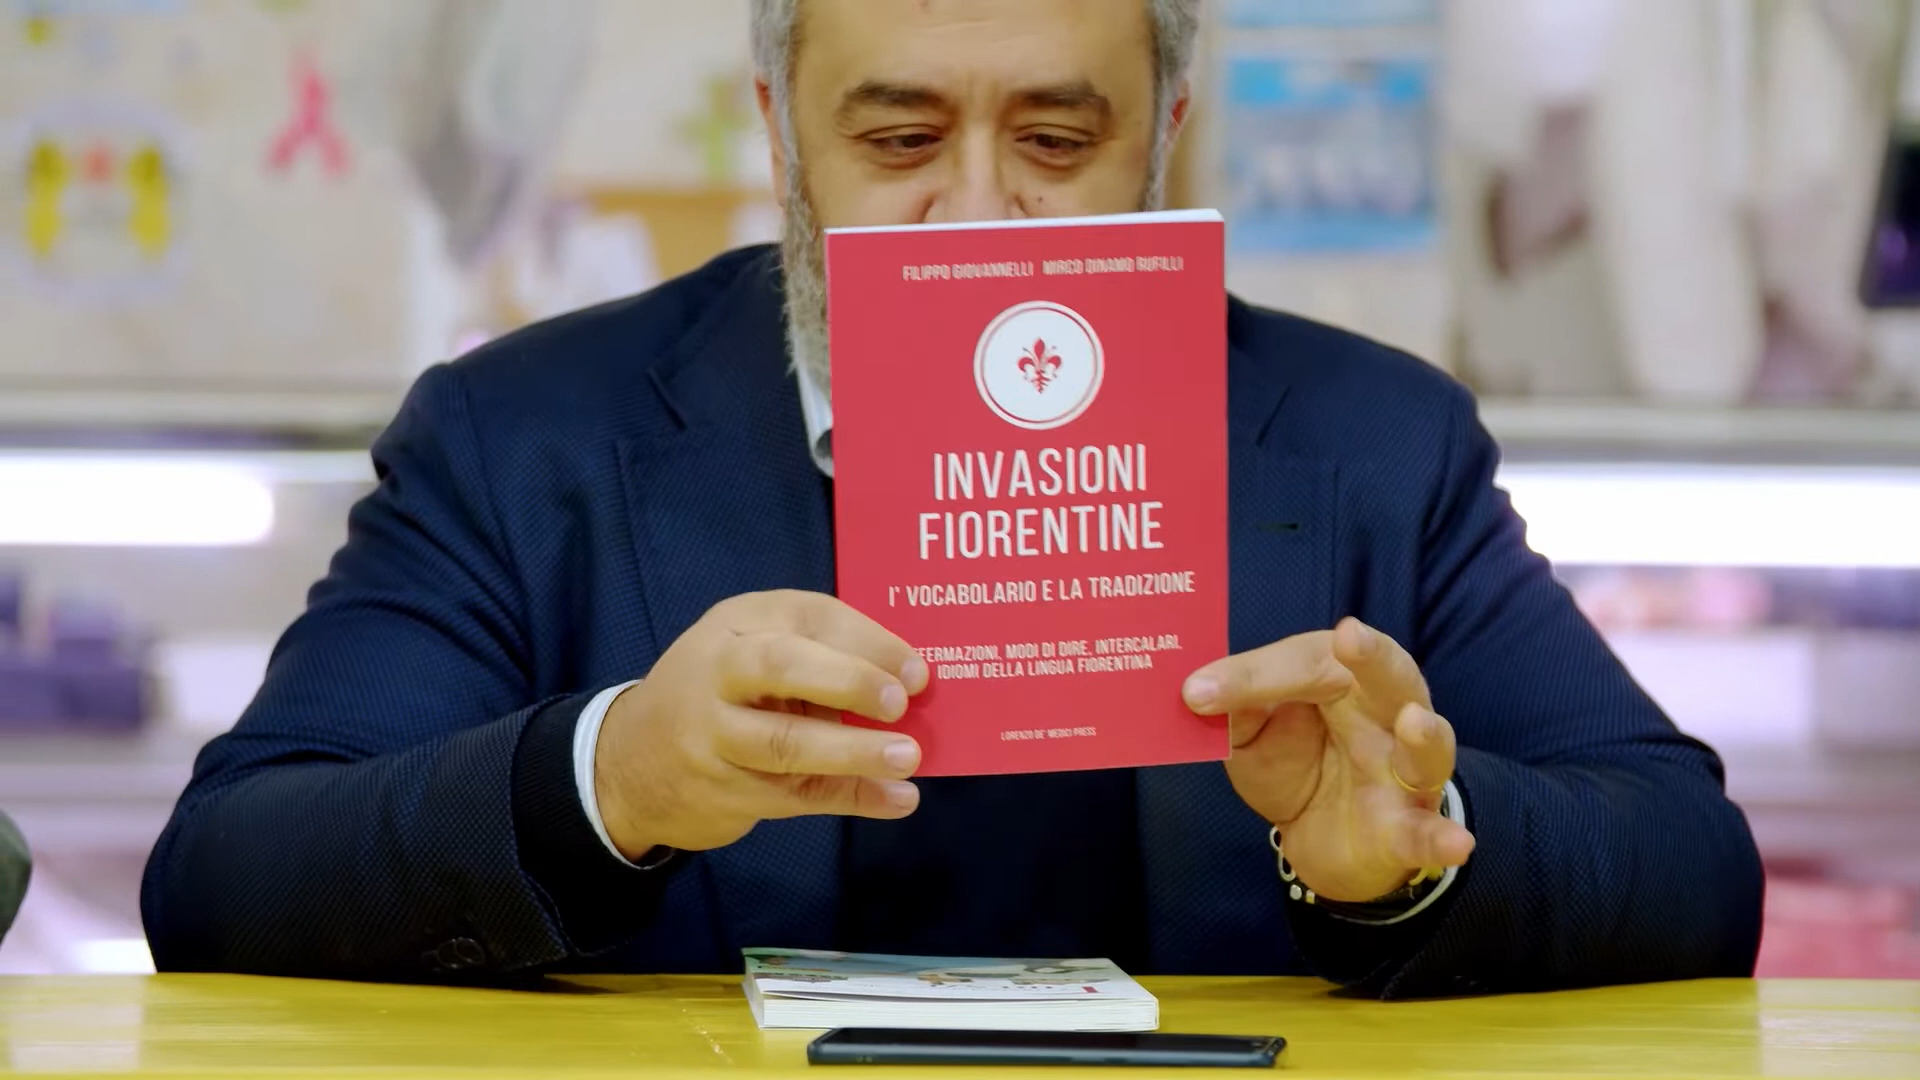 FILIPPO GIOVANNELLI MIRCO DINAMO RUFILLI
INVASIONI
FIORENTINE
I' VOCABOLARIO E LA TRADIZIONE
FERMAZIONI, MODI DI DIRE, INTERCALARI,
IDIOMI DELLA LINGUA FIORENTINA
LORENZO DE' MEDICI PRESS